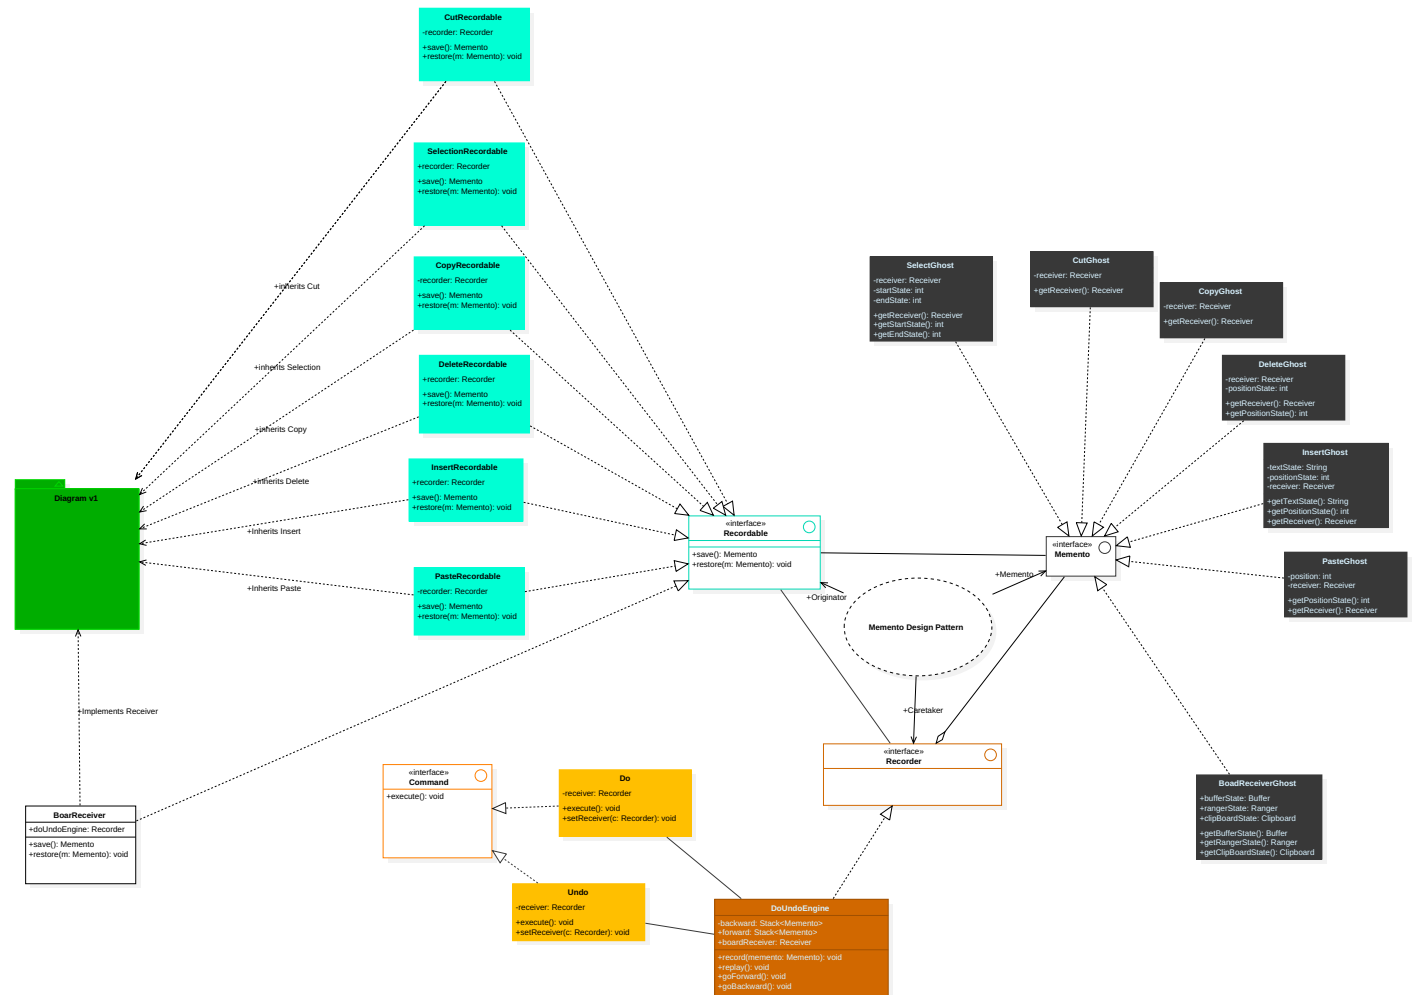 CutRecordable
-recorder: Recorder
+save(): Memento
+restore(m: Memento): void
SelectionRecordable
+recorder: Recorder
+save(): Memento
+restore(m: Memento): void
CopyRecordable
-recorder: Recorder
+save(): Memento
+restore(m: Memento): void
DeleteRecordable
+recorder: Recorder
+save(): Memento
+restore(m: Memento): void
InsertRecordable
+recorder: Recorder
+save(): Memento
+restore(m: Memento): void
PasteRecordable
-recorder: Recorder
+save(): Memento
+restore(m: Memento): void
+inherits Cut
+inherits Selection
+inherits Copy
+inherits Delete
+Inherits Insert
+Inherits Paste
Diagram v1
+Implements Receiver
BoarReceiver
+doUndoEngine: Recorder
+save(): Memento
+restore(m: Memento): void
«interface»
Recordable
+save(): Memento
+restore(m: Memento): void
SelectGhost
-receiver: Receiver
-startState: int
-endState: int
+getReceiver(): Receiver
+getStartState(): int
+getEndState(): int
CutGhost
-receiver: Receiver
+getReceiver(): Receiver
CopyGhost
-receiver: Receiver
+getReceiver(): Receiver
DeleteGhost
-receiver: Receiver
-positionState: int
+getReceiver(): Receiver
+getPositionState(): int
InsertGhost
-textState: String
-positionState: int
-receiver: Receiver
+getTextState(): String
+getPositionState(): int
+getReceiver(): Receiver
PasteGhost
-position: int
-receiver: Receiver
+getPositionState(): int
+getReceiver(): Receiver
«interface»
Memento
+Memento
+Originator
Memento Design Pattern
+Caretaker
«interface»
Recorder
BoadReceiverGhost
+bufferState: Buffer
+rangerState: Ranger
+clipBoardState: Clipboard
+getBufferState(): Buffer
+getRangerState(): Ranger
+getClipBoardState(): Clipboard
«interface»
Command
+execute(): void
Do
-receiver: Recorder
+execute(): void
+setReceiver(c: Recorder): void
Undo
-receiver: Recorder
+execute(): void
+setReceiver(c: Recorder): void
DoUndoEngine
-backward: Stack<Memento>
+forward: Stack<Memento>
+boardReceiver: Receiver
+record(memento: Memento): void
+replay(): void
+goForward(): void
+goBackward(): void